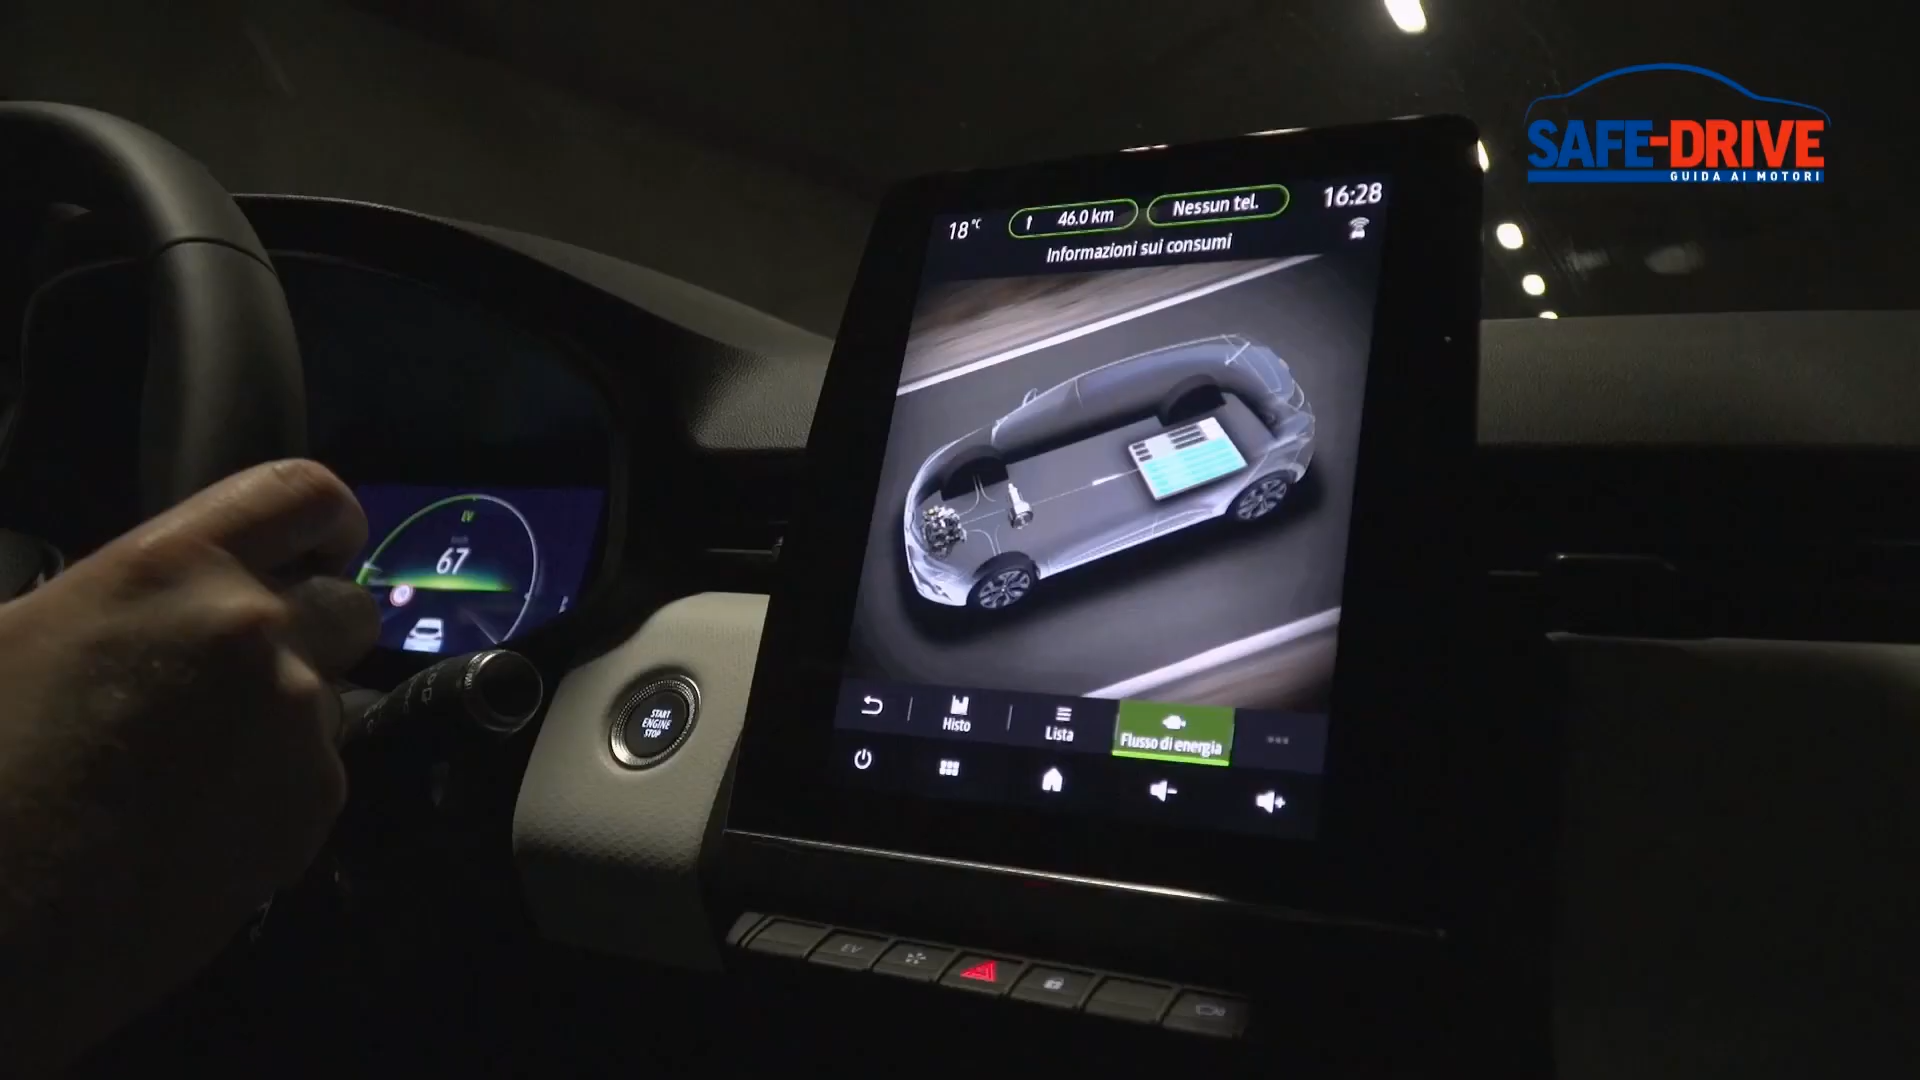 SAFE-DRIVE
GUIDA AI MOTORI
18°C
46.0 km
Nessun tel.
16:28
Informazioni sui consumi
EV
67
START
ENGINE
STOP
Histo
Lista
Flusso di energia
EV